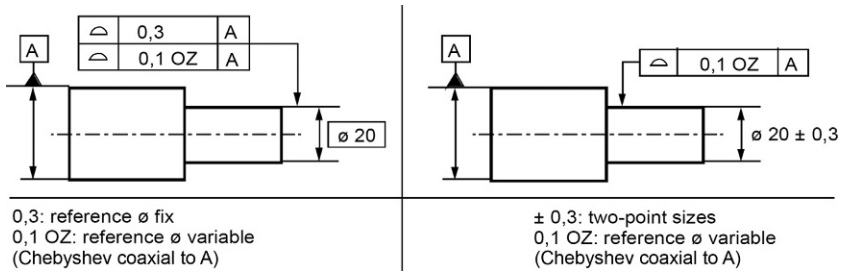 A
⌓ 0,3 A
⌓ 0,1 OZ A
ø 20
0,3: reference ø fix
0,1 OZ: reference ø variable
(Chebyshev coaxial to A)
A
⌓ 0,1 OZ A
ø 20 ± 0,3
± 0,3: two-point sizes
0,1 OZ: reference ø variable
(Chebyshev coaxial to A)